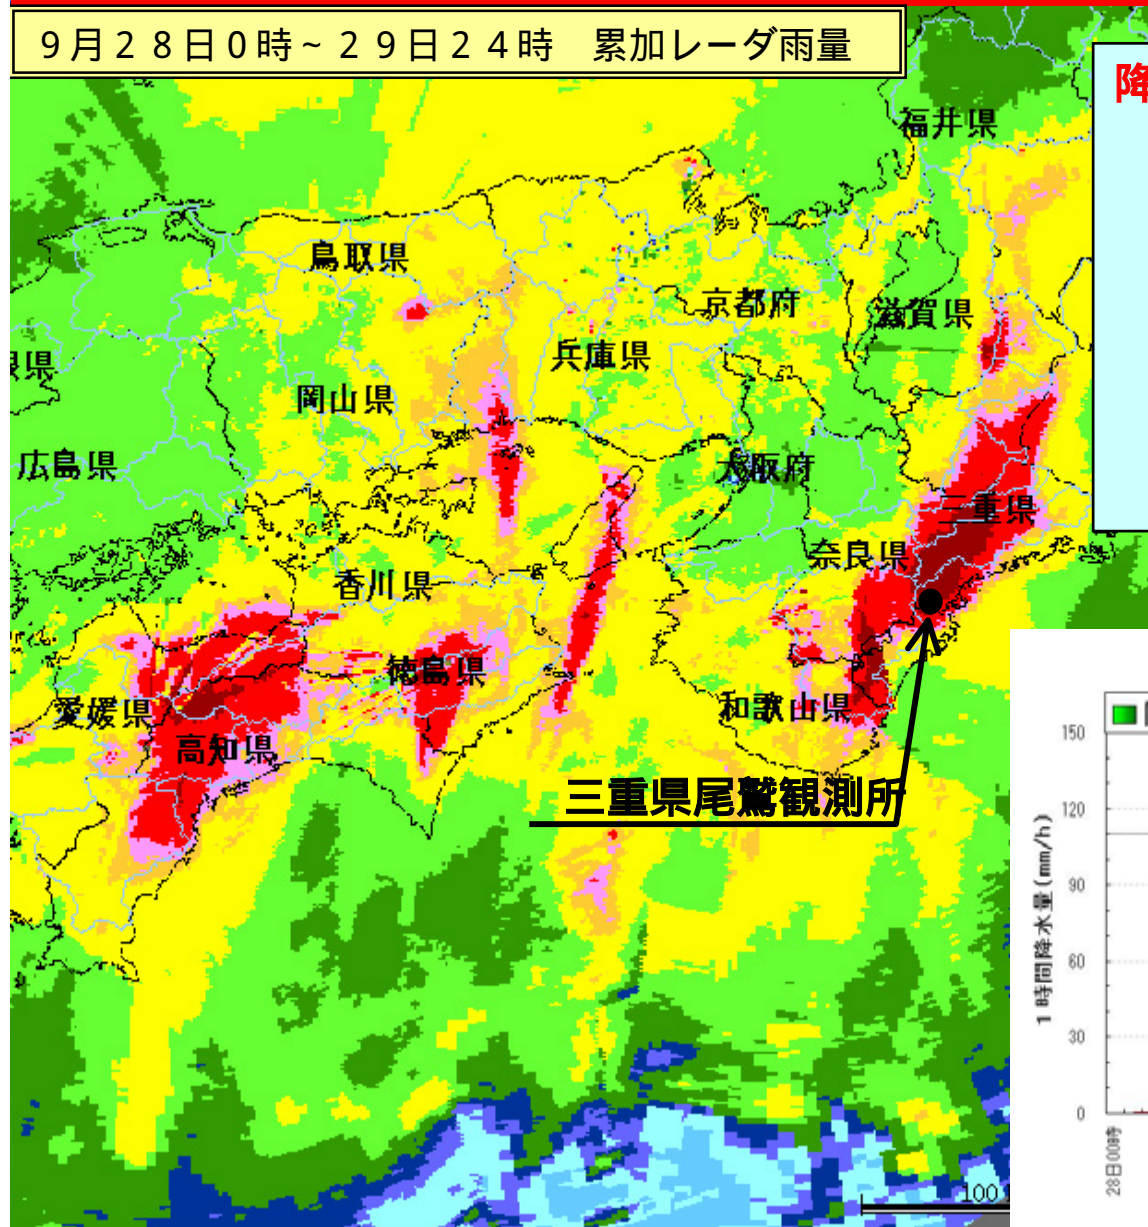 ９月２８日０時~２９日２４時　累加レーダ雨量
降
福井県
鳥取県
京都府
滋賀県
兵庫県
県
岡山県
広島県
大阪府
三重県
奈良県
香川県
徳島県
愛媛県
和歌山県
高知県
三重県尾鷲観測所
100
1時間降水量(mm/h)
150
120
90
60
30
0
28日00時